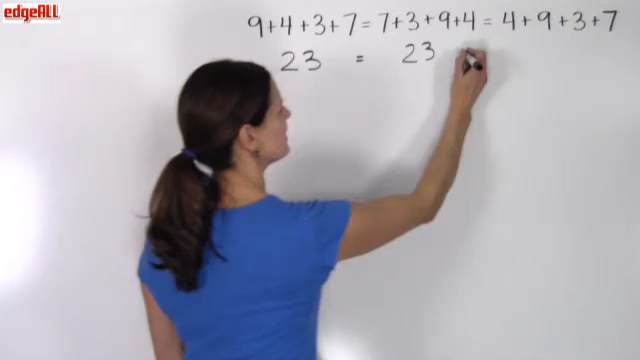 edgeALL
9+4+3+7 = 7+3+9+4 = 4+9+3+7
23 = 23